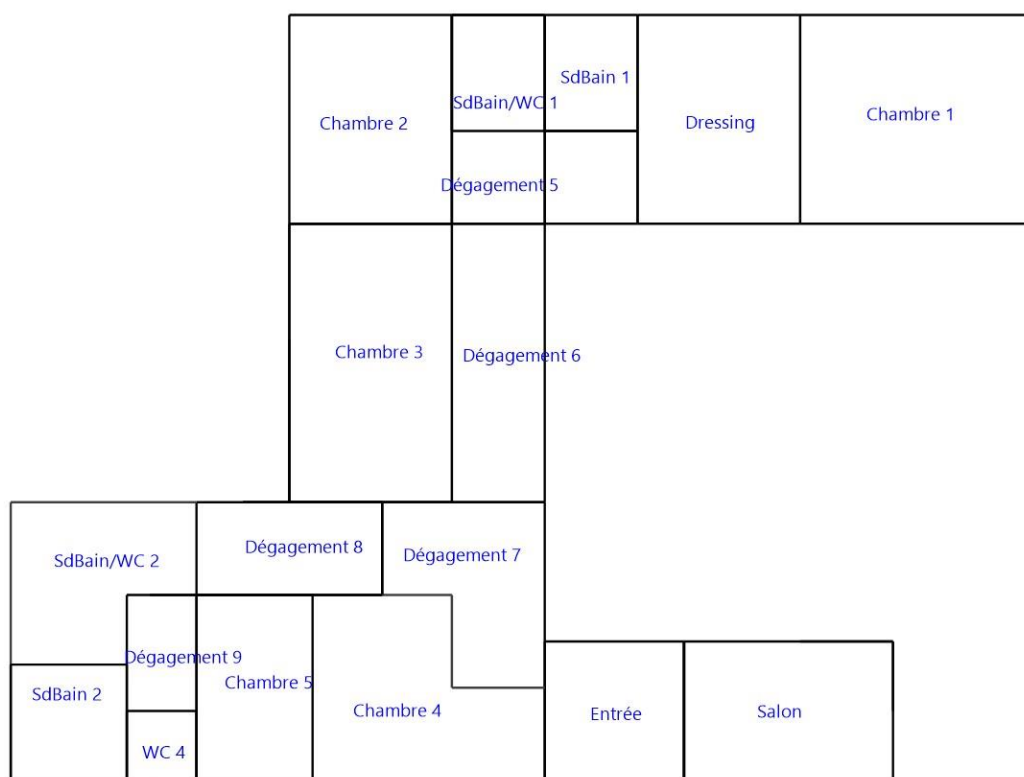 SdBain 1
SdBain/WC 1
Chambre 1
Dressing
Chambre 2
Dégagement 5
Chambre 3
Dégagement 6
Dégagement 8
Dégagement 7
SdBain/WC 2
Dégagement 9
Chambre 5
SdBain 2
Chambre 4
Salon
Entrée
WC 4